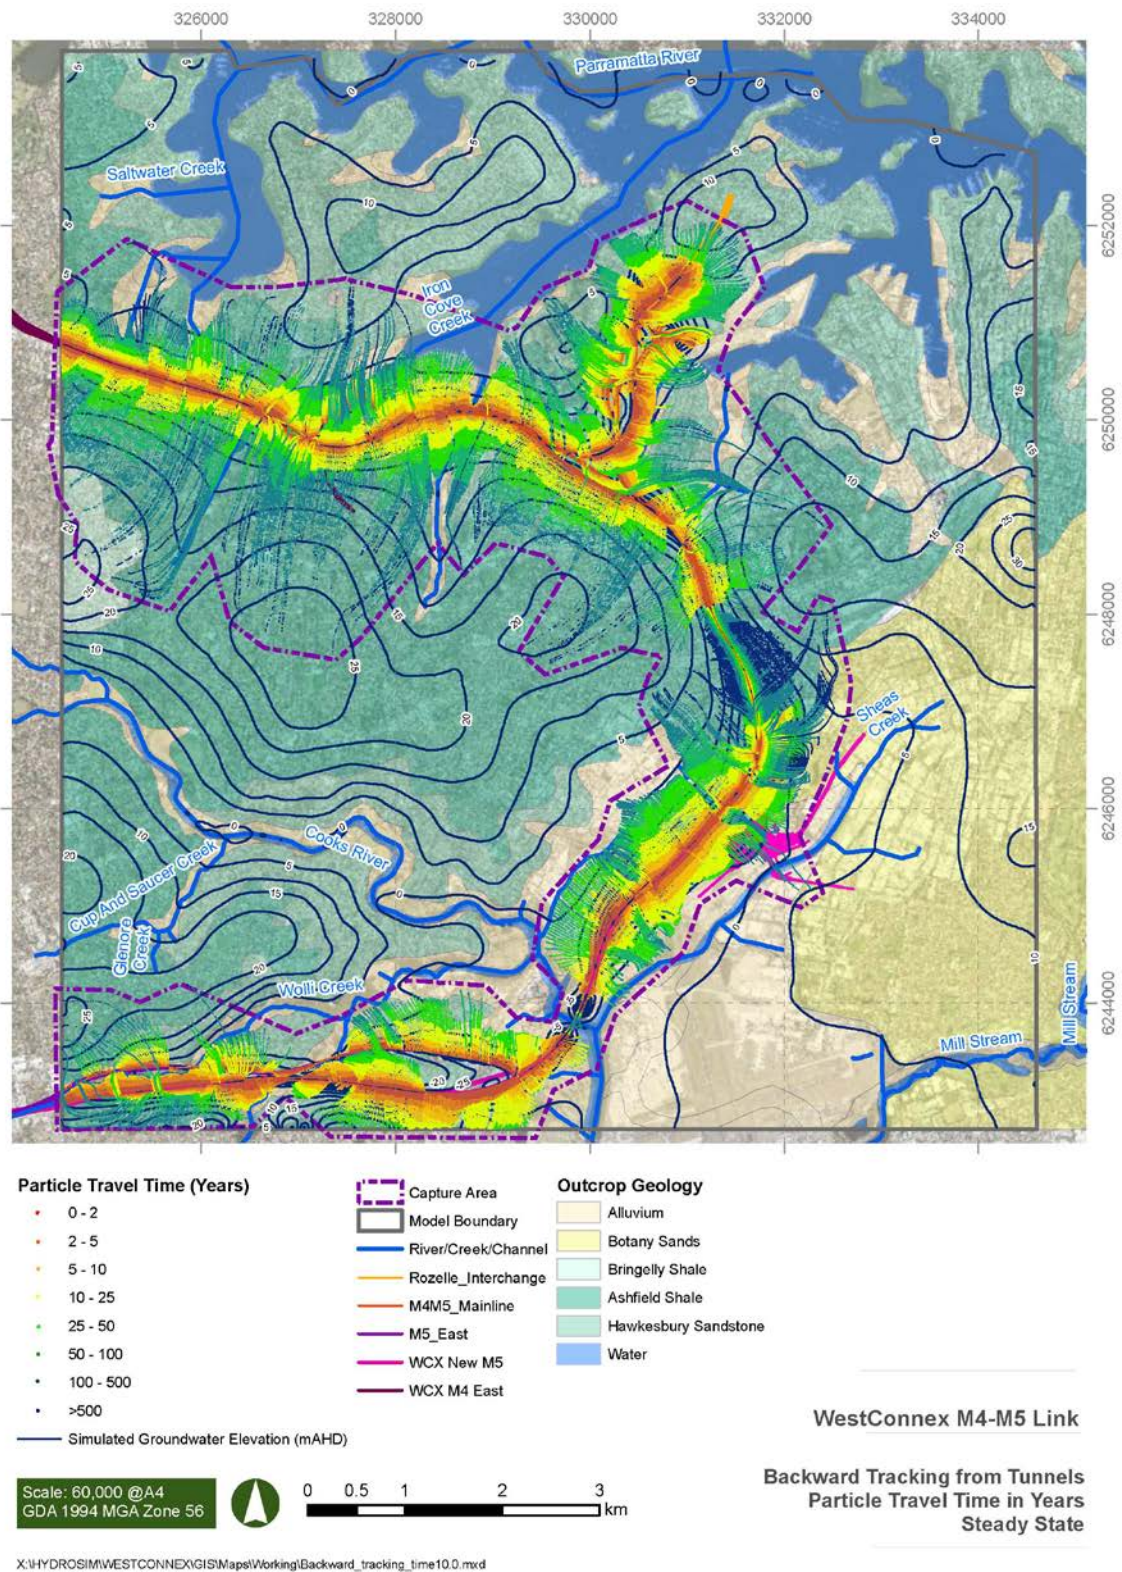 326000 328000 330000 332000 334000
Parramatta River
Saltwater Creek
6252000
Iron
Cove
Creek
6250000
6248000
Sheas
Creek
6246000
Cooks River
Cup And Saucer Creek
Glenore
Creek
Wolli Creek
6244000
Mill Stream
Mill Stream
Particle Travel Time (Years)
0 - 2
2 - 5
5 - 10
10 - 25
25 - 50
50 - 100
100 - 500
>500
Simulated Groundwater Elevation (mAHD)
Capture Area
Model Boundary
River/Creek/Channel
Rozelle_Interchange
M4M5_Mainline
M5_East
WCX New M5
WCX M4 East
Outcrop Geology
Alluvium
Botany Sands
Bringelly Shale
Ashfield Shale
Hawkesbury Sandstone
Water
WestConnex M4-M5 Link
Backward Tracking from Tunnels
Particle Travel Time in Years
Steady State
Scale: 60,000 @A4
GDA 1994 MGA Zone 56
0 0.5 1 2 3
km
X:\HYDROSIM\WESTCONNEX\GIS\Maps\Working\Backward_tracking_time10.0.mxd